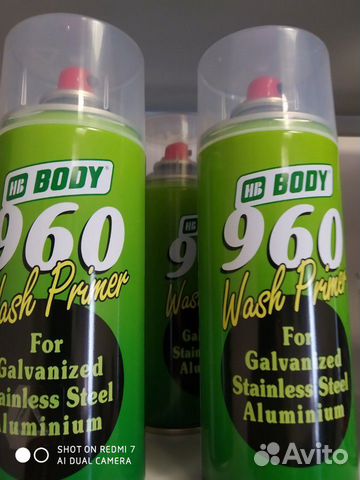 HB BODY
960
Wash Primer
For
Galvanized
Stainless Steel
Aluminium
HB BODY
960
Wash Primer
For
Galvanized
Stainless Steel
Aluminium
SHOT ON REDMI 7
AI DUAL CAMERA
Avito